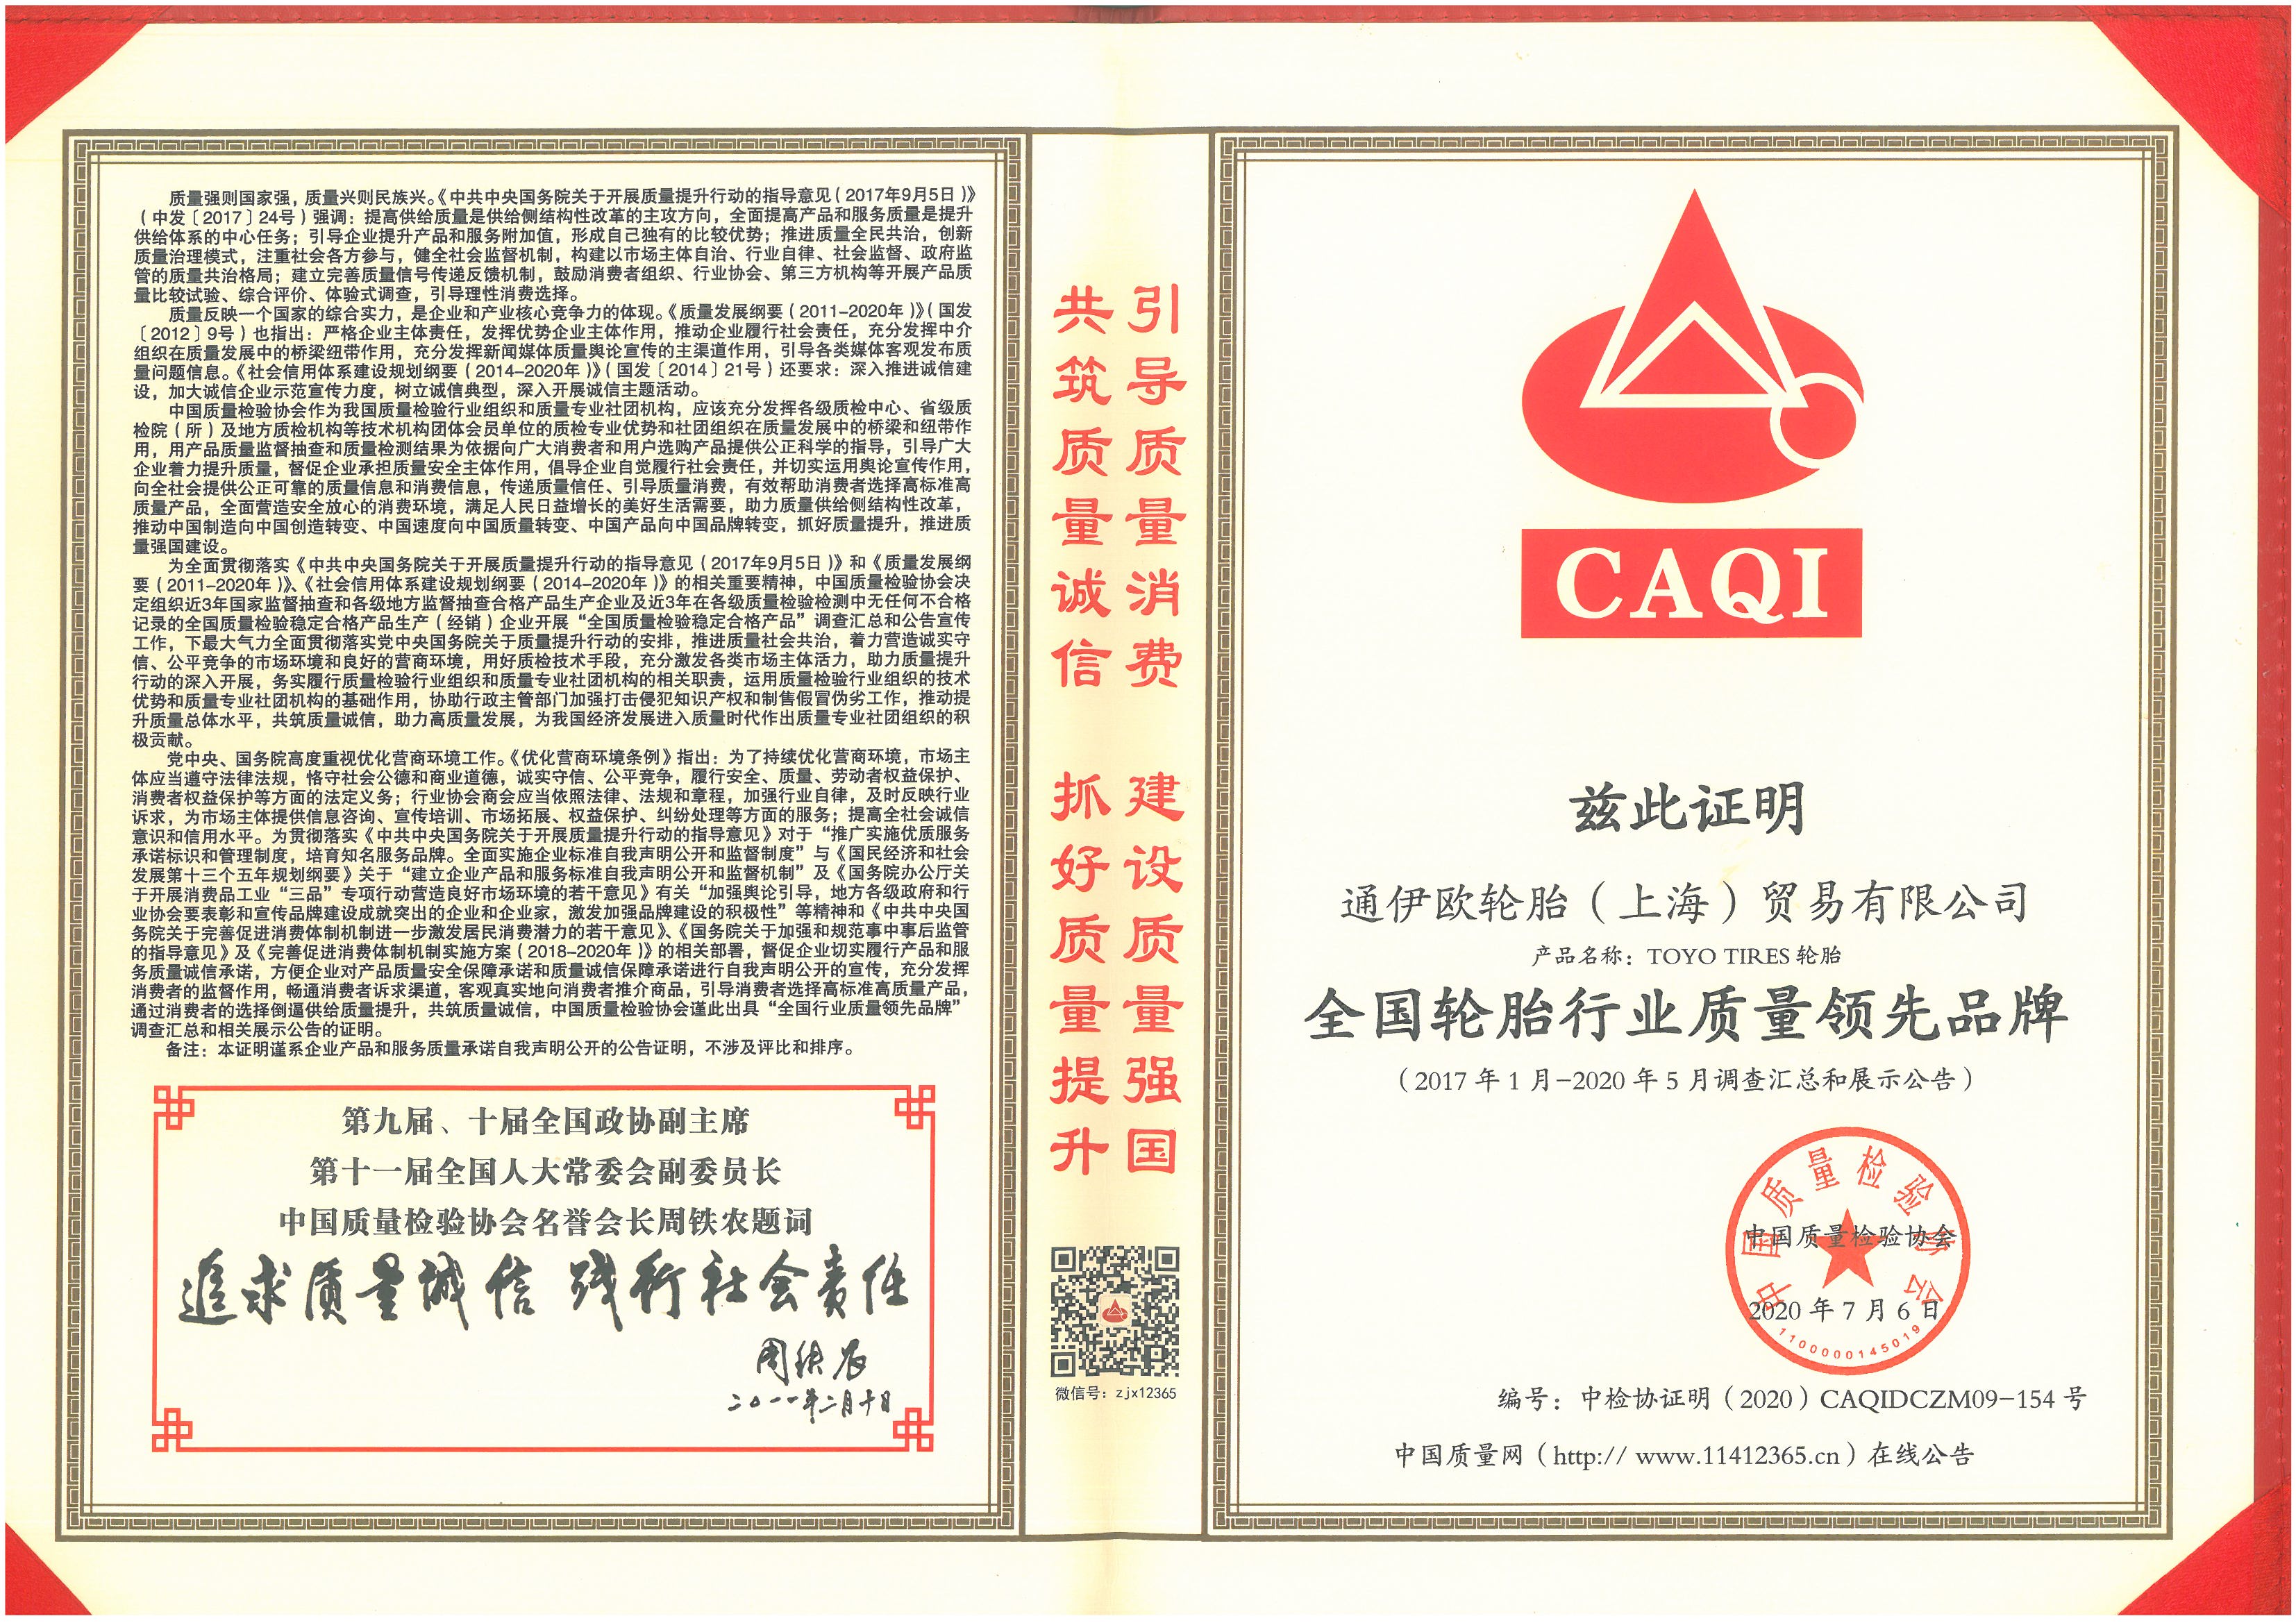 质量强则国家强，质量兴则民族兴。《中共中央国务院关于开展质量提升行动的指导意见（2017年9月5日）》
（中发〔2017〕24号）强调：提高供给质量是供给侧结构性改革的主攻方向，全面提高产品和服务质量是提升
供给体系的中心任务；引导企业提升产品和服务附加值，形成自己独有的比较优势；推进质量全民共治，创新
质量治理模式，注重社会各方参与，健全社会监督机制，构建以市场主体自治、行业自律、社会监督、政府监
管的质量共治格局；建立完善质量信号传递反馈机制，鼓励消费者组织、行业协会、第三方机构等开展产品质
量比较试验、综合评价、体验式调查，引导理性消费选择。
质量反映一个国家的综合实力，是企业和产业核心竞争力的体现。《质量发展纲要（2011-2020年）》（国发
〔2012〕9号）也指出：严格企业主体责任，发挥优势企业主体作用，推动企业履行社会责任，充分发挥中介
组织在质量发展中的桥梁纽带作用，充分发挥新闻媒体质量舆论宣传的主渠道作用，引导各类媒体客观发布质
量问题信息。《社会信用体系建设规划纲要（2014-2020年）》（国发〔2014〕21号）还要求：深入推进诚信建
设，加大诚信企业示范宣传力度，树立诚信典型，深入开展诚信主题活动。
中国质量检验协会作为我国质量检验行业组织和质量专业社团机构，应该充分发挥各级质检中心、省级质
检院（所）及地方质检机构等技术机构团体会员单位的质检专业优势和社团组织在质量发展中的桥梁和纽带作
用，用产品质量监督抽查和质量检测结果为依据向广大消费者和用户选购产品提供公正科学的指导，引导广大
企业着力提升质量，督促企业承担质量安全主体作用，倡导企业自觉履行社会责任，并切实运用舆论宣传作用，
向全社会提供公正可靠的质量信息和消费信息，传递质量信任、引导质量消费，有效帮助消费者选择高标准高
质量产品，全面营造安全放心的消费环境，满足人民日益增长的美好生活需要，助力质量供给侧结构性改革，
推动中国制造向中国创造转变、中国速度向中国质量转变、中国产品向中国品牌转变，抓好质量提升，推进质
量强国建设。
为全面贯彻落实《中共中央国务院关于开展质量提升行动的指导意见（2017年9月5日）》和《质量发展纲
要（2011-2020年）》、《社会信用体系建设规划纲要（2014-2020年）》的相关重要精神，中国质量检验协会决
定组织近3年国家监督抽查和各级地方监督抽查合格产品生产企业及近3年在各级质量检验检测中无任何不合格
记录的全国质量检验稳定合格产品生产（经销）企业开展“全国质量检验稳定合格产品”调查汇总和公告宣传
工作，下最大气力全面贯彻落实党中央国务院关于质量提升行动的安排，推进质量社会共治，着力营造诚实守
信、公平竞争的市场环境和良好的营商环境，用好质检技术手段，充分激发各类市场主体活力，助力质量提升
行动的深入开展，务实履行质量检验行业组织和质量专业社团机构的相关职责，运用质量检验行业组织的技术
优势和质量专业社团机构的基础作用，协助行政主管部门加强打击侵犯知识产权和制售假冒伪劣工作，推动提
升质量总体水平，共筑质量诚信，助力高质量发展，为我国经济发展进入质量时代作出质量专业社团组织的积
极贡献。
党中央、国务院高度重视优化营商环境工作。《优化营商环境条例》指出：为了持续优化营商环境，市场主
体应当遵守法律法规，恪守社会公德和商业道德，诚实守信、公平竞争，履行安全、质量、劳动者权益保护、
消费者权益保护等方面的法定义务；行业协会商会应当依照法律、法规和章程，加强行业自律，及时反映行业
诉求，为市场主体提供信息咨询、宣传培训、市场拓展、权益保护、纠纷处理等方面的服务；提高全社会诚信
意识和信用水平。为贯彻落实《中共中央国务院关于开展质量提升行动的指导意见》对于“推广实施优质服务
承诺标识和管理制度，培育知名服务品牌。全面实施企业标准自我声明公开和监督制度”与《国民经济和社会
发展第十三个五年规划纲要》关于“建立企业产品和服务标准自我声明公开和监督机制”及《国务院办公厅关
于开展消费品工业“三品”专项行动营造良好市场环境的若干意见》有关“加强舆论引导，地方各级政府和行
业协会要表彰和宣传品牌建设成就突出的企业和企业家，激发加强品牌建设的积极性”等精神和《中共中央国
务院关于完善促进消费体制机制进一步激发居民消费潜力的若干意见》、《国务院关于加强和规范事中事后监管
的指导意见》及《完善促进消费体制机制实施方案（2018-2020年）》的相关部署，督促企业切实履行产品和服
务质量诚信承诺，方便企业对产品质量安全保障承诺和质量诚信保障承诺进行自我声明公开的宣传，充分发挥
消费者的监督作用，畅通消费者诉求渠道，客观真实地向消费者推介商品，引导消费者选择高标准高质量产品，
通过消费者的选择倒逼供给质量提升，共筑质量诚信，中国质量检验协会谨此出具“全国行业质量领先品牌”
调查汇总和相关展示公告的证明。
备注：本证明谨系企业产品和服务质量承诺自我声明公开的公告证明，不涉及评比和排序。
第九届、十届全国政协副主席
第十一届全国人大常委会副委员长
中国质量检验协会名誉会长周铁农题词
追求质量诚信 践行社会责任
周铁农
二〇一一年二月十日
引导质量消费 建设质量强国
共筑质量诚信 抓好质量提升
微信号：zjx12365
CAQI
兹此证明
通伊欧轮胎（上海）贸易有限公司
产品名称：TOYO TIRES 轮胎
全国轮胎行业质量领先品牌
（2017 年 1 月-2020 年 5 月调查汇总和展示公告）
中国质量检验协会
中国质量检验协会
2020 年 7 月 6 日
1100000145019
编号：中检协证明（2020）CAQIDCZM09-154 号
中国质量网（http:// www.11412365.cn）在线公告